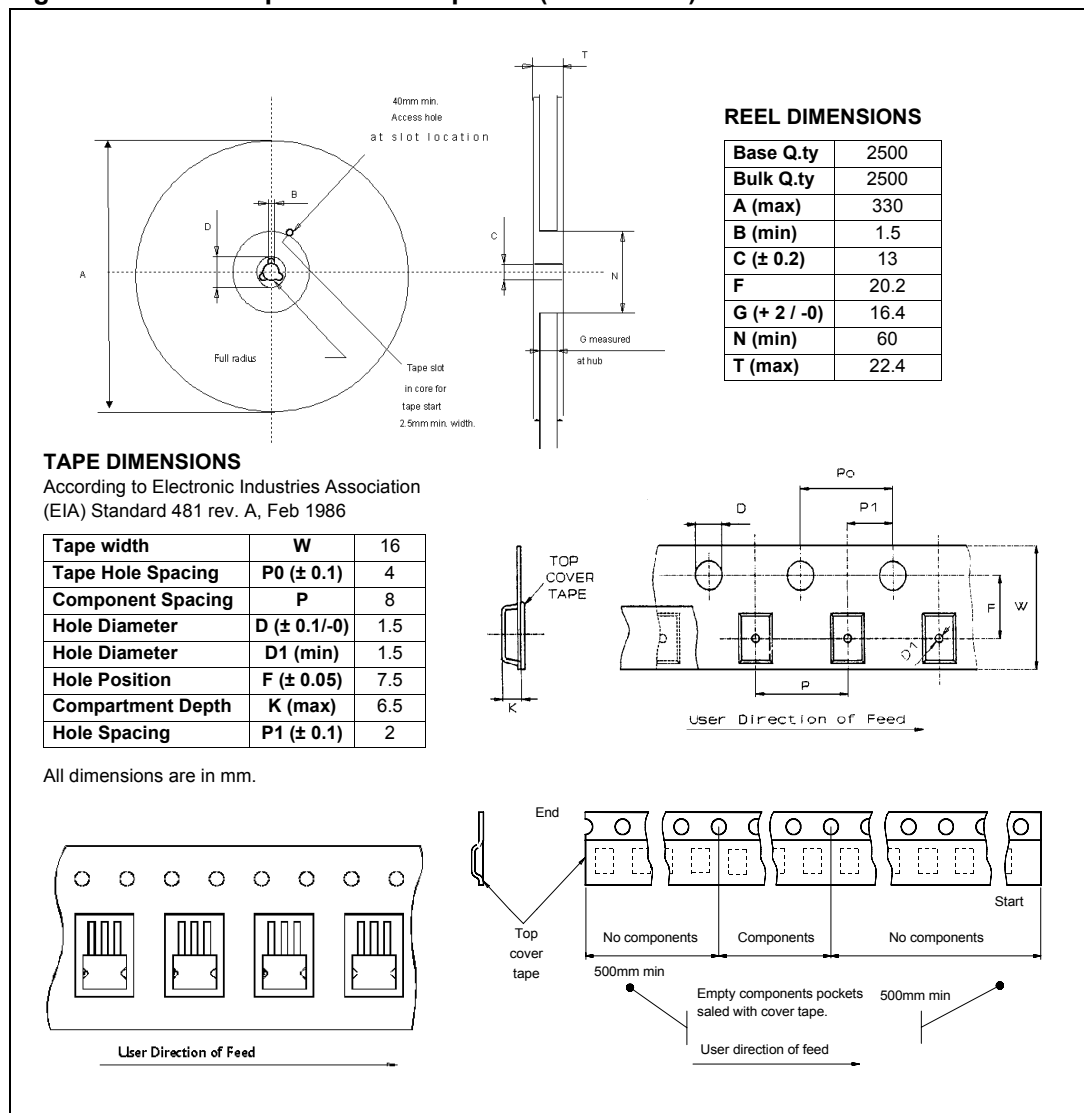 T
40mm min.
Access hole
at slot location
B
D
C
A
N
G measured
at hub
Full radius
Tape slot
in core for
tape start
2.5mm min. width.
REEL DIMENSIONS
Base Q.ty 2500
Bulk Q.ty 2500
A (max) 330
B (min) 1.5
C (± 0.2) 13
F 20.2
G (+ 2 / -0) 16.4
N (min) 60
T (max) 22.4
TAPE DIMENSIONS
According to Electronic Industries Association
(EIA) Standard 481 rev. A, Feb 1986
Tape width W 16
Tape Hole Spacing P0 (± 0.1) 4
Component Spacing P 8
Hole Diameter D (± 0.1/-0) 1.5
Hole Diameter D1 (min) 1.5
Hole Position F (± 0.05) 7.5
Compartment Depth K (max) 6.5
Hole Spacing P1 (± 0.1) 2
All dimensions are in mm.
TOP
COVER
TAPE
K
Po
D
P1
F
W
D1
P
User Direction of Feed
User Direction of Feed
End
Start
Top
cover
tape
No components
Components
No components
500mm min
Empty components pockets
saled with cover tape.
500mm min
User direction of feed